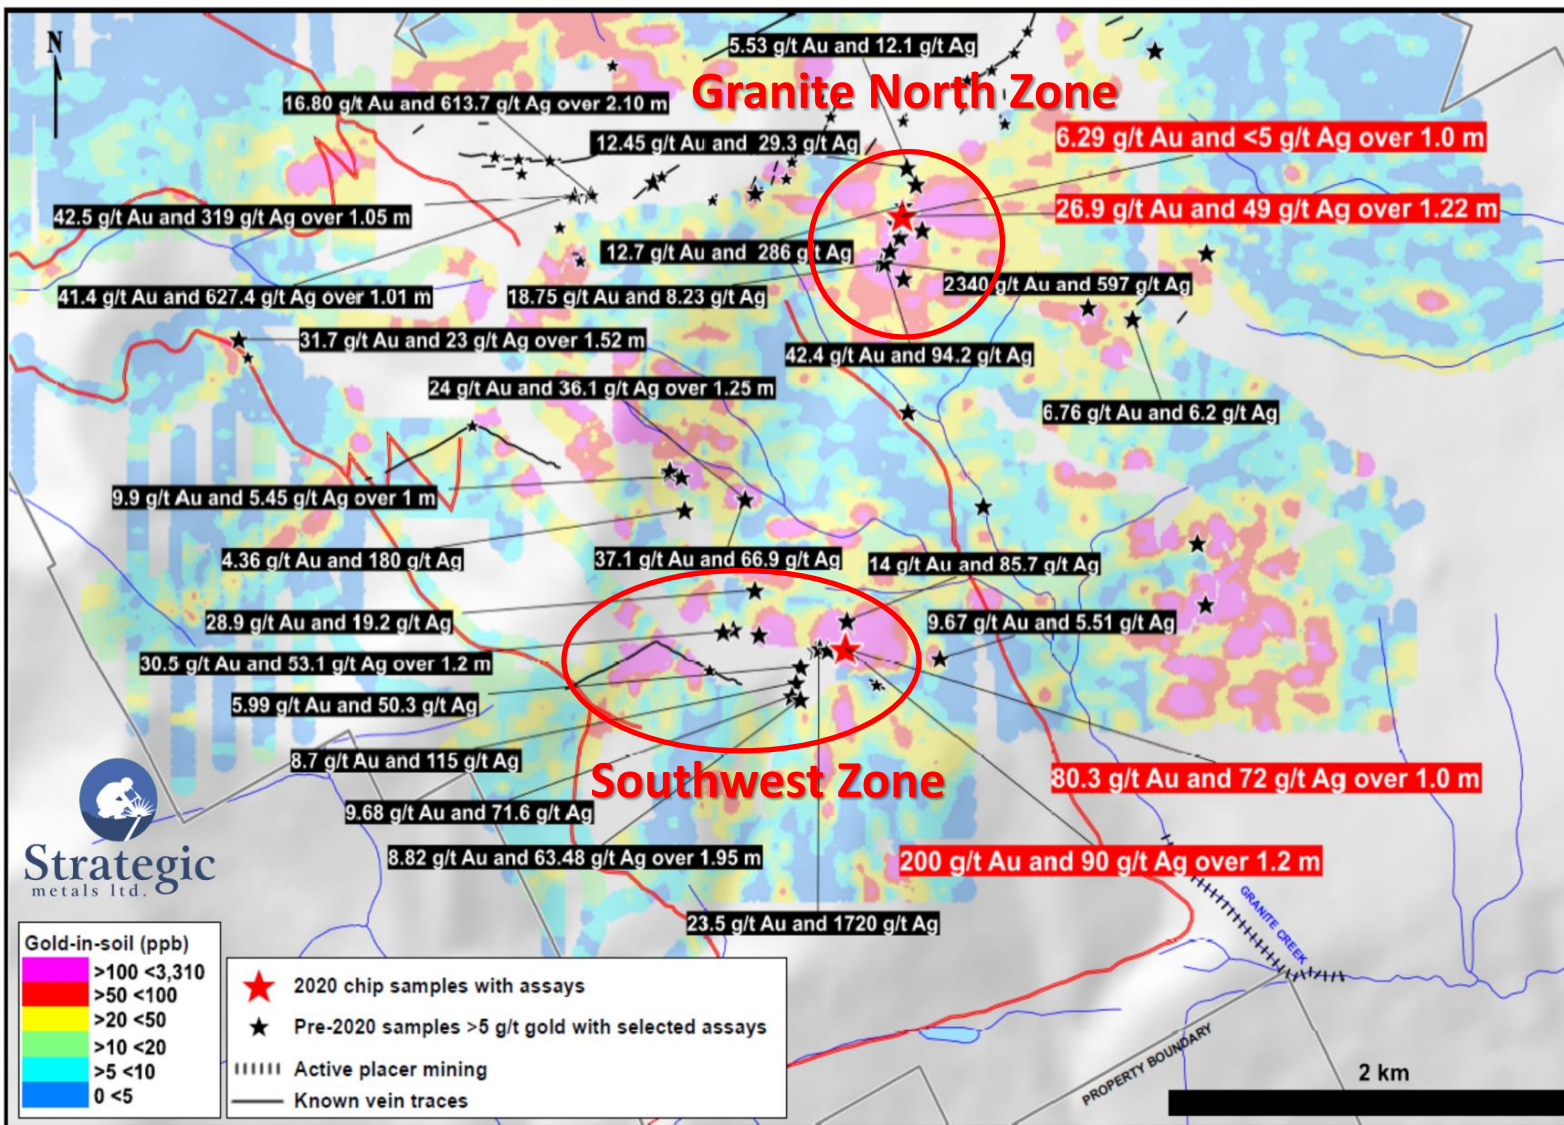 N
5.53 g/t Au and 12.1 g/t Ag
Granite North Zone
16.80 g/t Au and 613.7 g/t Ag over 2.10 m
12.45 g/t Au and 29.3 g/t Ag
6.29 g/t Au and <5 g/t Ag over 1.0 m
42.5 g/t Au and 319 g/t Ag over 1.05 m
26.9 g/t Au and 49 g/t Ag over 1.22 m
12.7 g/t Au and 286 g/t Ag
41.4 g/t Au and 627.4 g/t Ag over 1.01 m
18.75 g/t Au and 8.23 g/t Ag
2340 g/t Au and 597 g/t Ag
31.7 g/t Au and 23 g/t Ag over 1.52 m
42.4 g/t Au and 94.2 g/t Ag
24 g/t Au and 36.1 g/t Ag over 1.25 m
6.76 g/t Au and 6.2 g/t Ag
9.9 g/t Au and 5.45 g/t Ag over 1 m
4.36 g/t Au and 180 g/t Ag
37.1 g/t Au and 66.9 g/t Ag
14 g/t Au and 85.7 g/t Ag
28.9 g/t Au and 19.2 g/t Ag
9.67 g/t Au and 5.51 g/t Ag
30.5 g/t Au and 53.1 g/t Ag over 1.2 m
5.99 g/t Au and 50.3 g/t Ag
8.7 g/t Au and 115 g/t Ag
Southwest Zone
80.3 g/t Au and 72 g/t Ag over 1.0 m
9.68 g/t Au and 71.6 g/t Ag
8.82 g/t Au and 63.48 g/t Ag over 1.95 m
200 g/t Au and 90 g/t Ag over 1.2 m
23.5 g/t Au and 1720 g/t Ag
Strategic
metals ltd.
GRANITE CREEK
PROPERTY BOUNDARY
Gold-in-soil (ppb)
>100 <3,310
>50 <100
>20 <50
>10 <20
>5 <10
0 <5
2020 chip samples with assays
Pre-2020 samples >5 g/t gold with selected assays
Active placer mining
Known vein traces
2 km